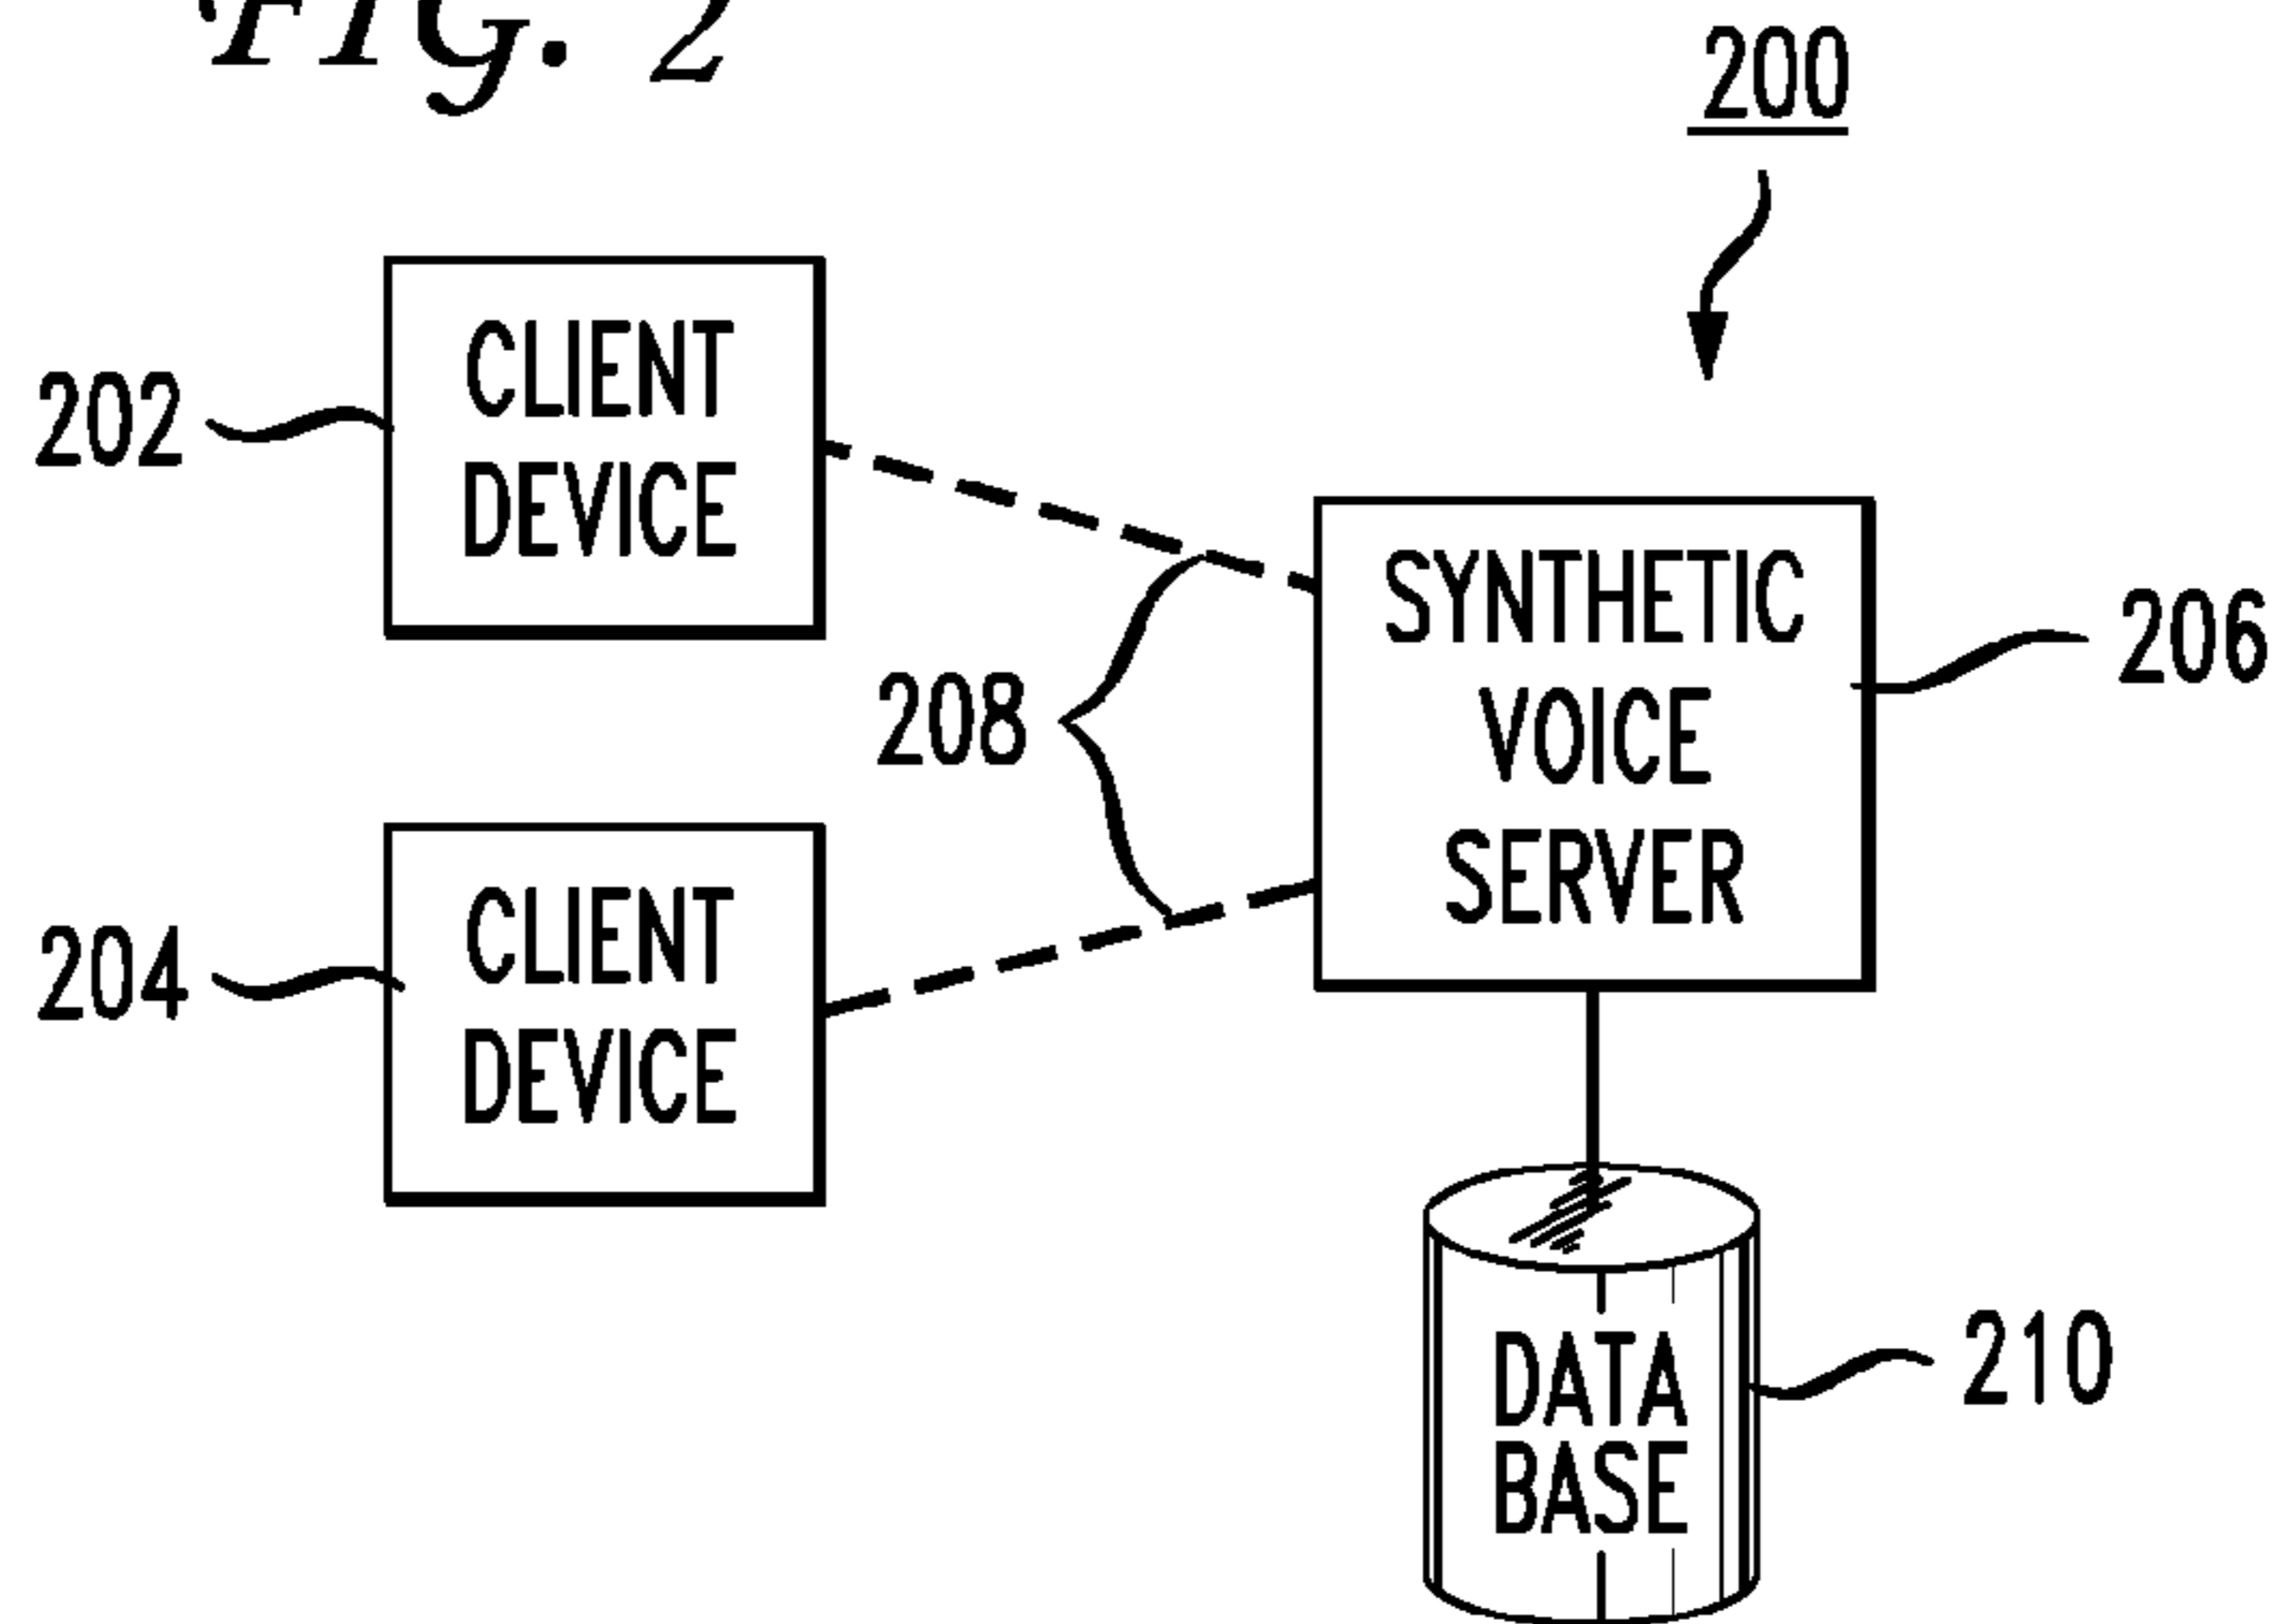 FIG. 2
200
CLIENT
DEVICE
202
SYNTHETIC
VOICE
SERVER
206
208
CLIENT
DEVICE
204
DATA
BASE
210